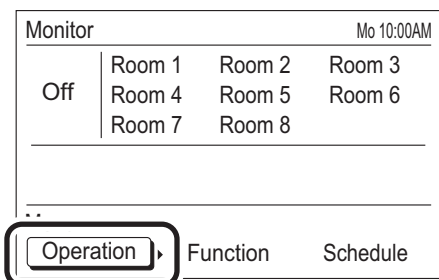 Monitor Mo 10:00AM
Off Room 1 Room 2 Room 3
Room 4 Room 5 Room 6
Room 7 Room 8
Operation Function Schedule